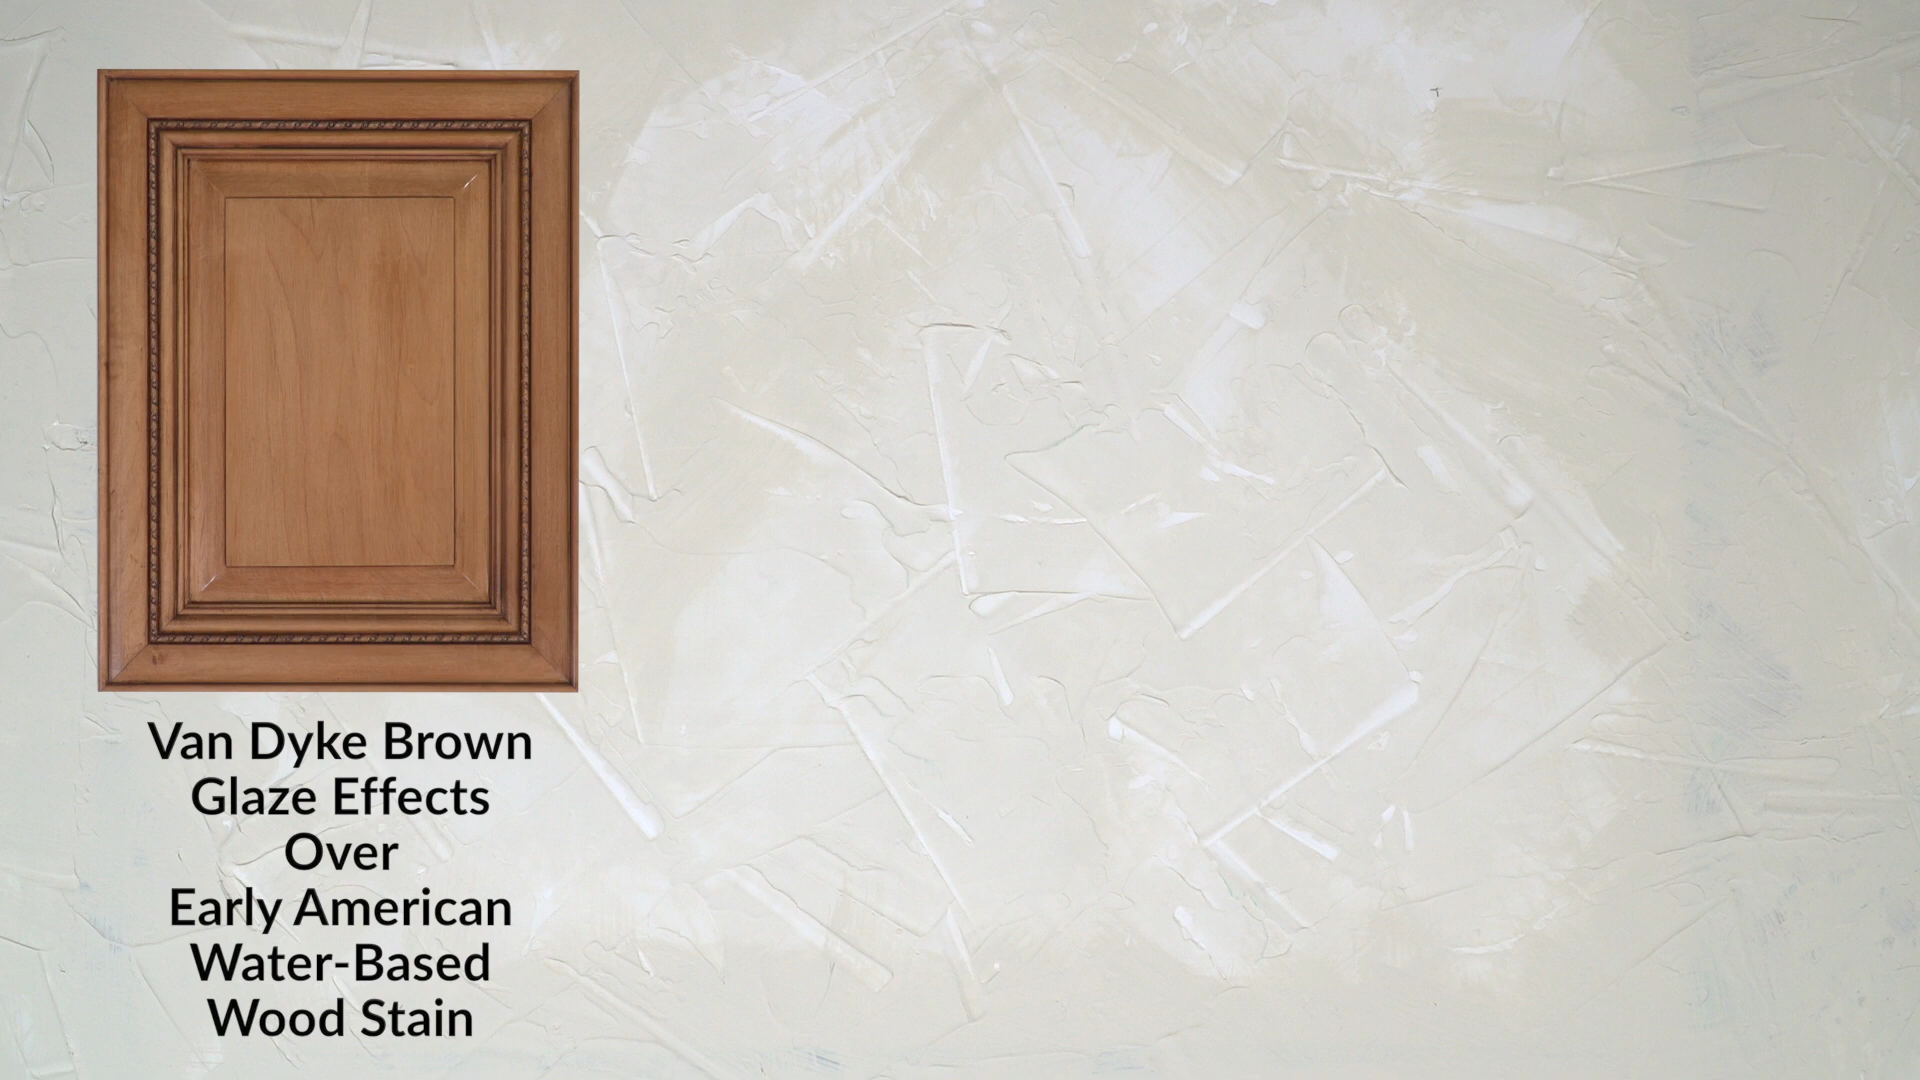 Van Dyke Brown
Glaze Effects
Over
Early American
Water-Based
Wood Stain